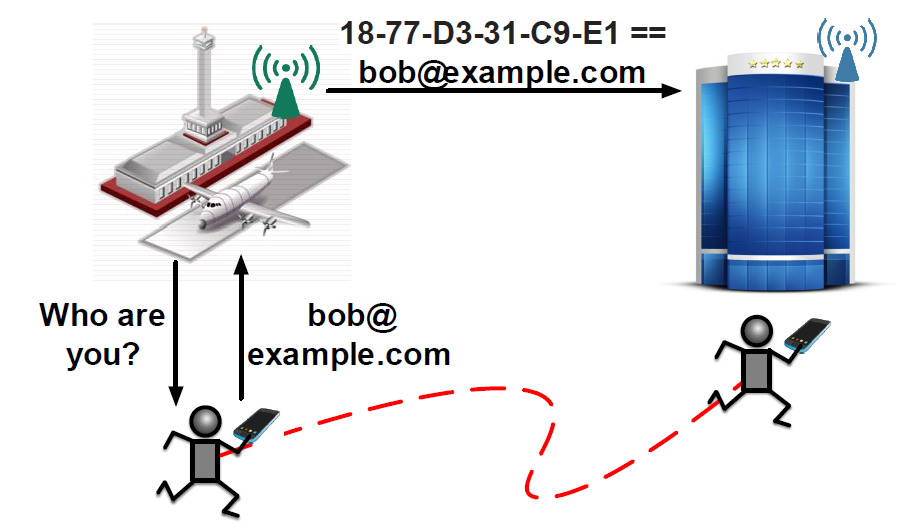 18-77-D3-31-C9-E1 ==
bob@example.com
Who are
you?
bob@
example.com